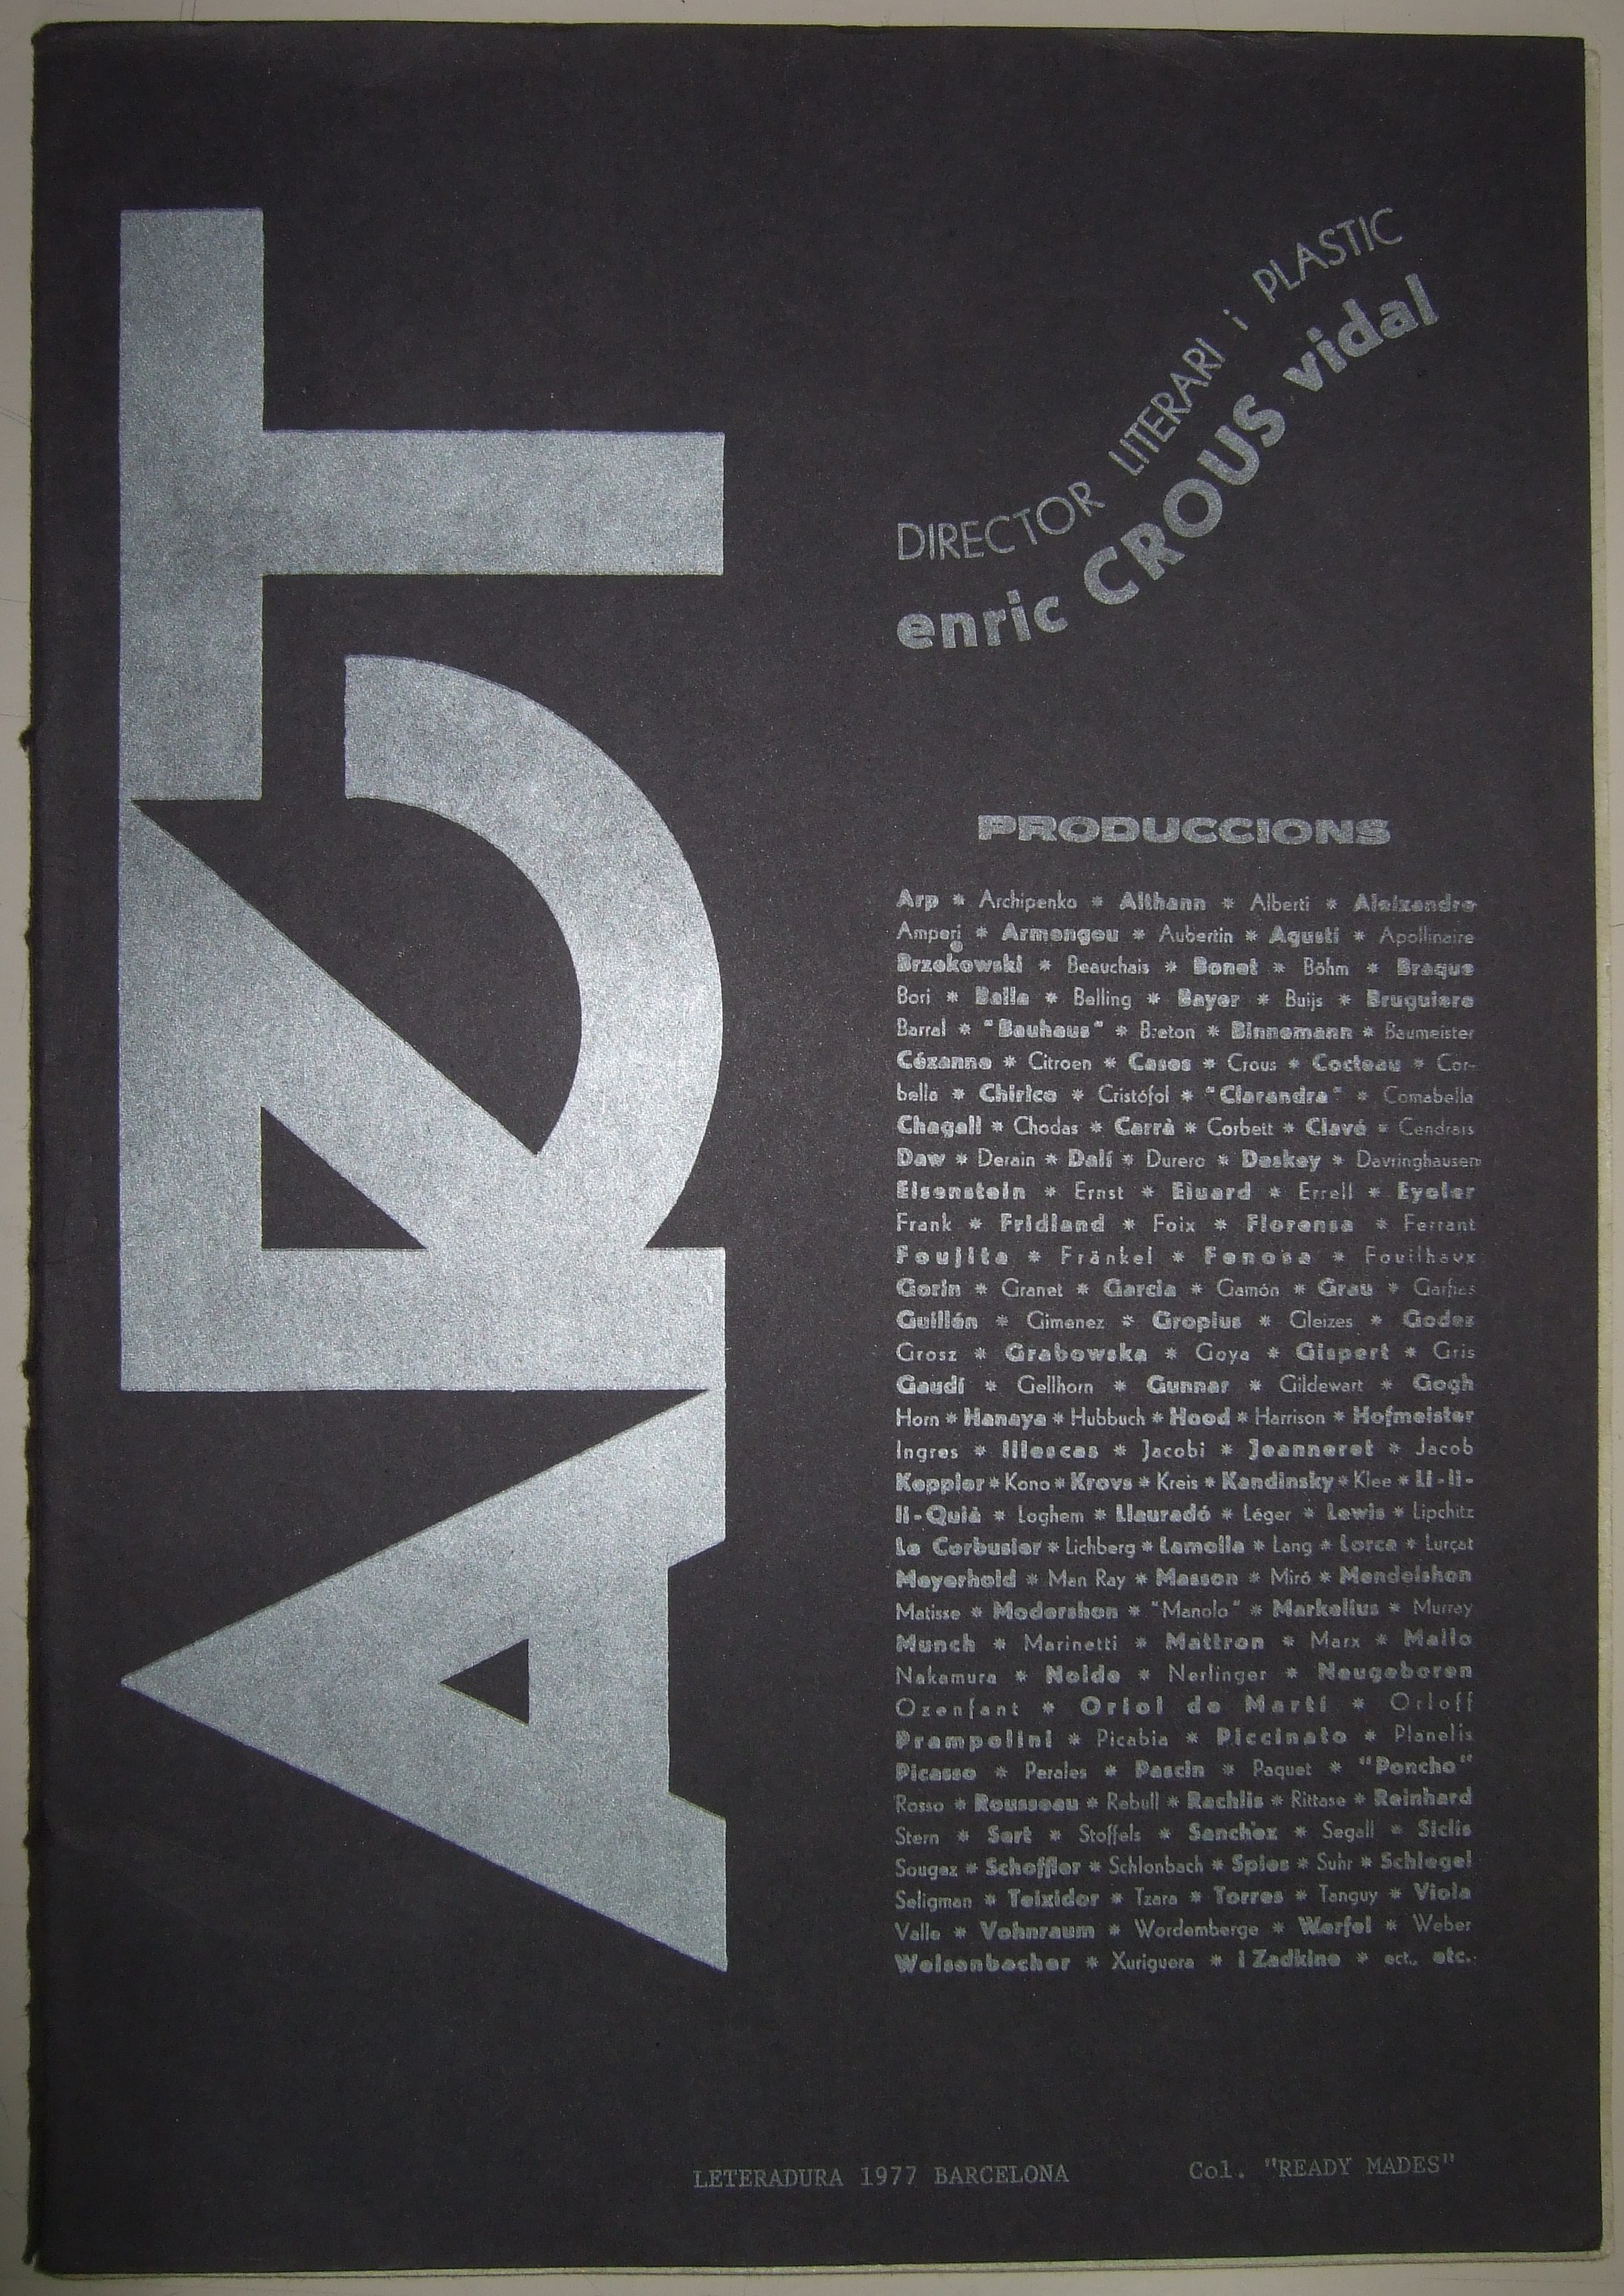 ART
DIRECTOR LITERARI i PLASTIC
enric CROUS vidal
PRODUCCIONS
Arp * Archipenko * Althann * Alberti * Aleixandre
Amperj * Armengou * Aubertin * Agustí * Apollinaire
Brzekowski * Beauchais * Bonet * Böhm * Braque
Bori * Balla * Belling * Bayer * Buijs * Bruguiere
Barral * "Bauhaus" * Breton * Binnemann * Baumeister
Cézanne * Citroen * Casos * Crous * Cocteau * Cor-
bella * Chirico * Cristófol * "Clarandra" * Comabella
Chagall * Chodas * Carrà * Corbett * Clavé * Cendrars
Daw * Derain * Dalí * Durero * Deskey * Davringhausen
Eisenstein * Ernst * Eluard * Errell * Eyoler
Frank * Fridland * Foix * Florensa * Ferrant
Foujita * Fränkel * Fenosa * Fouilhoux
Gorin * Granet * Garcia * Gamón * Grau * Garfias
Guillén * Gimenez * Gropius * Gleizes * Godes
Grosz * Grabowska * Goya * Gispert * Gris
Gaudí * Gellhorn * Gunnar * Gildewart * Gogh
Horn * Hanaya * Hubbuch * Hood * Harrison * Hofmeister
Ingres * Illescas * Jacobi * Jeanneret * Jacob
Keppler * Kono * Krovs * Kreis * Kandinsky * Klee * Li-li-
li-Quià * Loghem * Llauradó * Léger * Lewis * Lipchitz
Le Corbusier * Lichberg * Lamolla * Lang * Lorca * Lurçat
Meyerhold * Man Ray * Masson * Miró * Mendelshon
Matisse * Modershon * "Manolo" * Markelius * Murray
Munch * Marinetti * Mattron * Marx * Mallo
Nakamura * Nolde * Nerlinger * Neugeboren
Ozenfant * Oriol de Martí * Orloff
Prampolini * Picabia * Piccinato * Planells
Picasso * Perales * Pascin * Paquet * "Poncho"
Rosso * Rousseau * Rebull * Rachlis * Rittase * Reinhard
Stern * Sert * Stoffels * Sanchez * Segall * Siclis
Sougez * Schoffler * Schlonbach * Spies * Suhr * Schlegel
Seligman * Teixidor * Tzara * Torres * Tanguy * Viola
Valle * Vohnraum * Wordemberge * Werfel * Weber
Weisenbacher * Xuriguera * i Zadkine * ect., etc.
LETERADURA 1977 BARCELONA Col. "READY MADES"